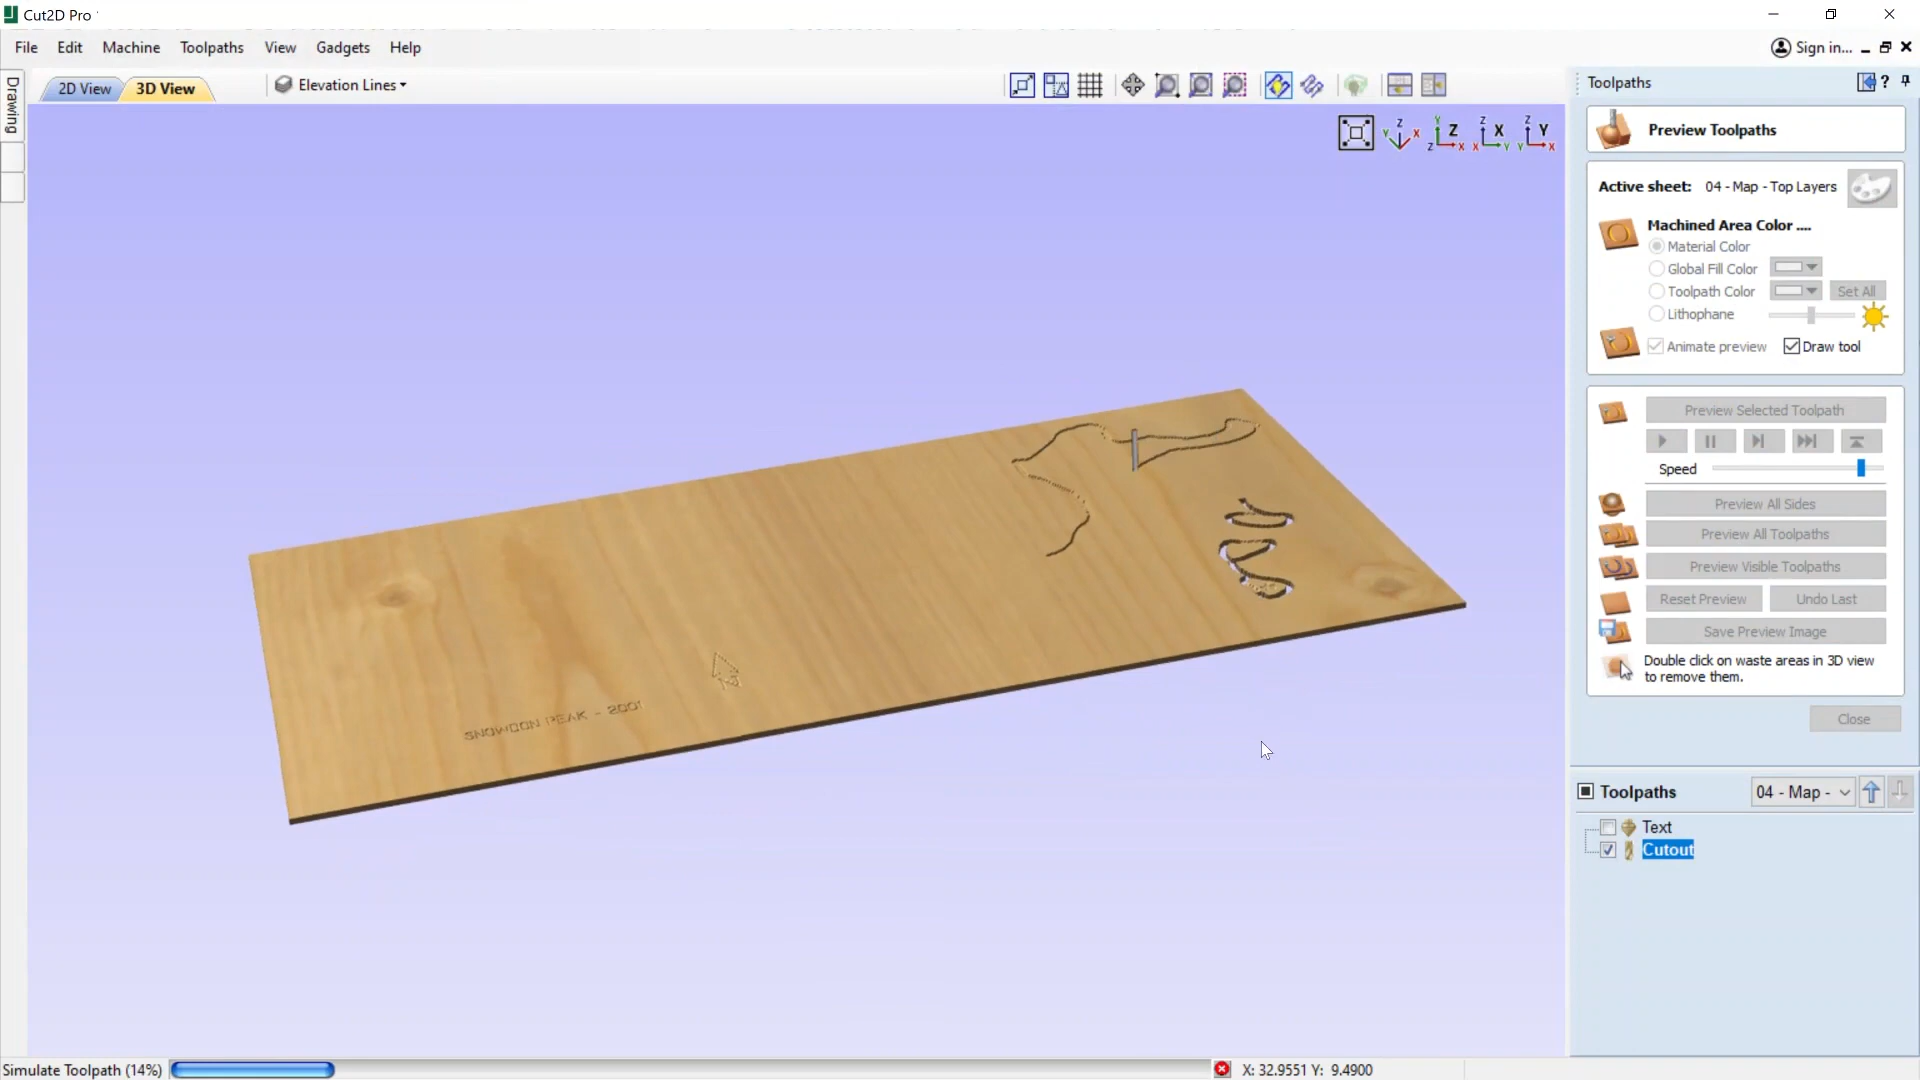 Cut2D Pro
File Edit Machine Toolpaths View Gadgets Help
Sign in...
Drawing
2D View 3D View Elevation Lines
Z Y X
Y Z Z X
Z X X Y
Z Y Y X
SNOWDON PEAK - 2001
Toolpaths ?
Preview Toolpaths
Active sheet: 04 - Map - Top Layers
Machined Area Color ....
Material Color
Global Fill Color
Toolpath Color Set All
Lithophane
Animate preview Draw tool
Preview Selected Toolpath
Speed
Preview All Sides
Preview All Toolpaths
Preview Visible Toolpaths
Reset Preview Undo Last
Save Preview Image
Double click on waste areas in 3D view
to remove them.
Close
Toolpaths 04 - Map -
Text
Cutout
Simulate Toolpath (14%) X: 32.9551 Y: 9.4900